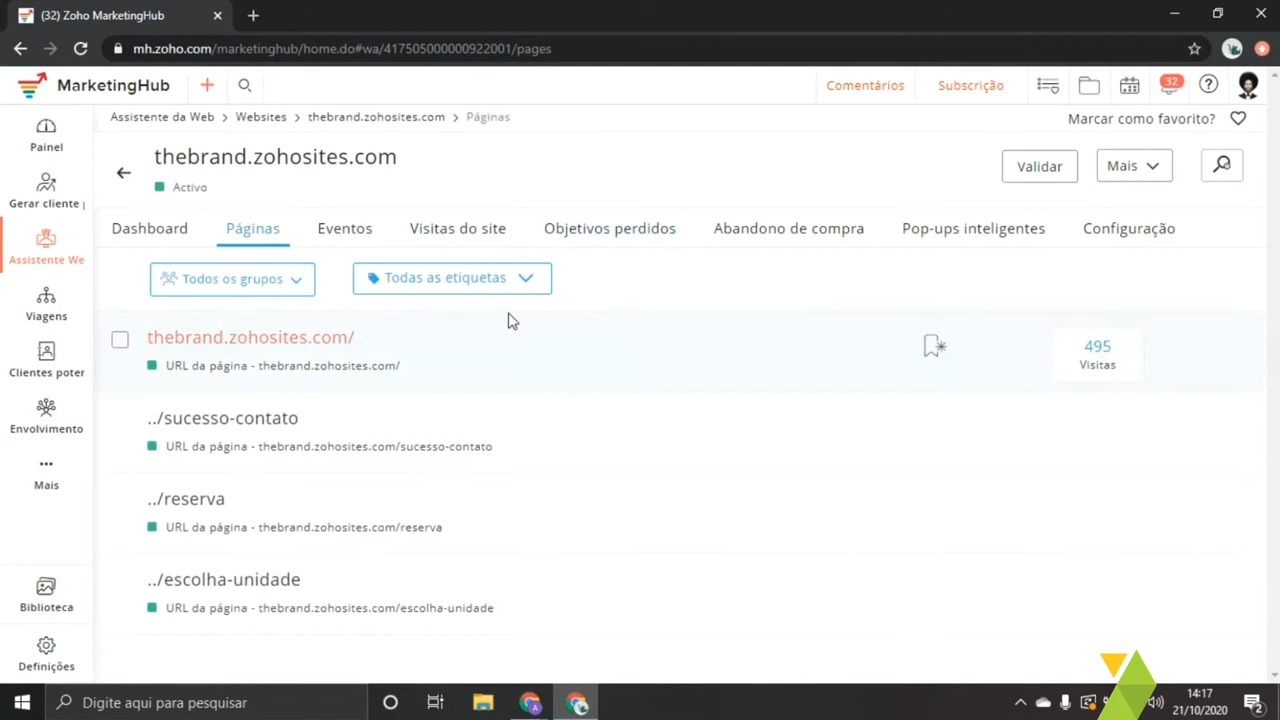 (32) Zoho MarketingHub
mh.zoho.com/marketinghub/home.do#wa/417505000000922001/pages
MarketingHub
Comentários
Subscrição
32
Painel
Gerar cliente
Assistente We
Viagens
Clientes poter
Envolvimento
Mais
Biblioteca
Definições
Assistente da Web > Websites > thebrand.zohosites.com > Páginas
Marcar como favorito?
thebrand.zohosites.com
Activo
Validar
Mais
Dashboard
Páginas
Eventos
Visitas do site
Objetivos perdidos
Abandono de compra
Pop-ups inteligentes
Configuração
Todos os grupos
Todas as etiquetas
thebrand.zohosites.com/
URL da página - thebrand.zohosites.com/
495
Visitas
../sucesso-contato
URL da página - thebrand.zohosites.com/sucesso-contato
../reserva
URL da página - thebrand.zohosites.com/reserva
../escolha-unidade
URL da página - thebrand.zohosites.com/escolha-unidade
Digite aqui para pesquisar
14:17
21/10/2020
2